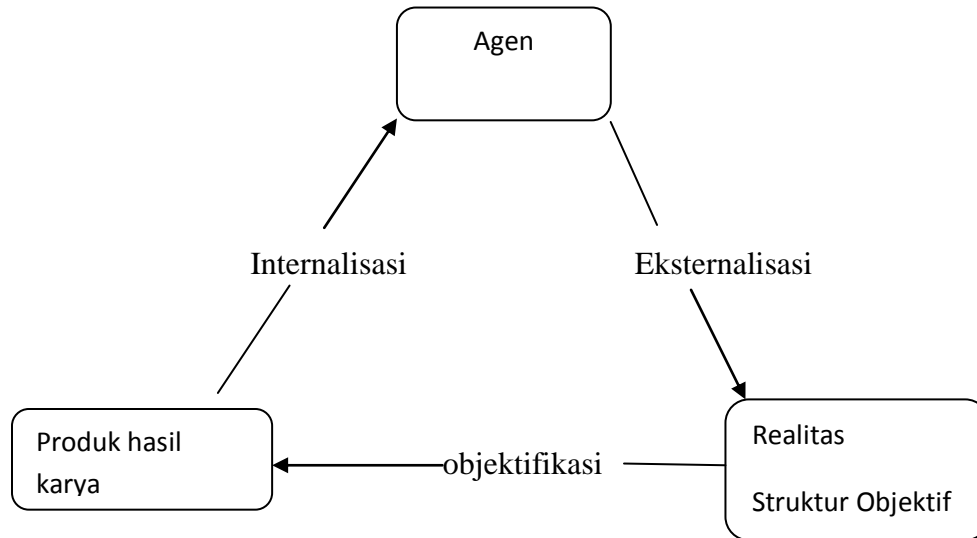 Agen
Internalisasi
Eksternalisasi
Produk hasil
karya
objektifikasi
Realitas
Struktur Objektif